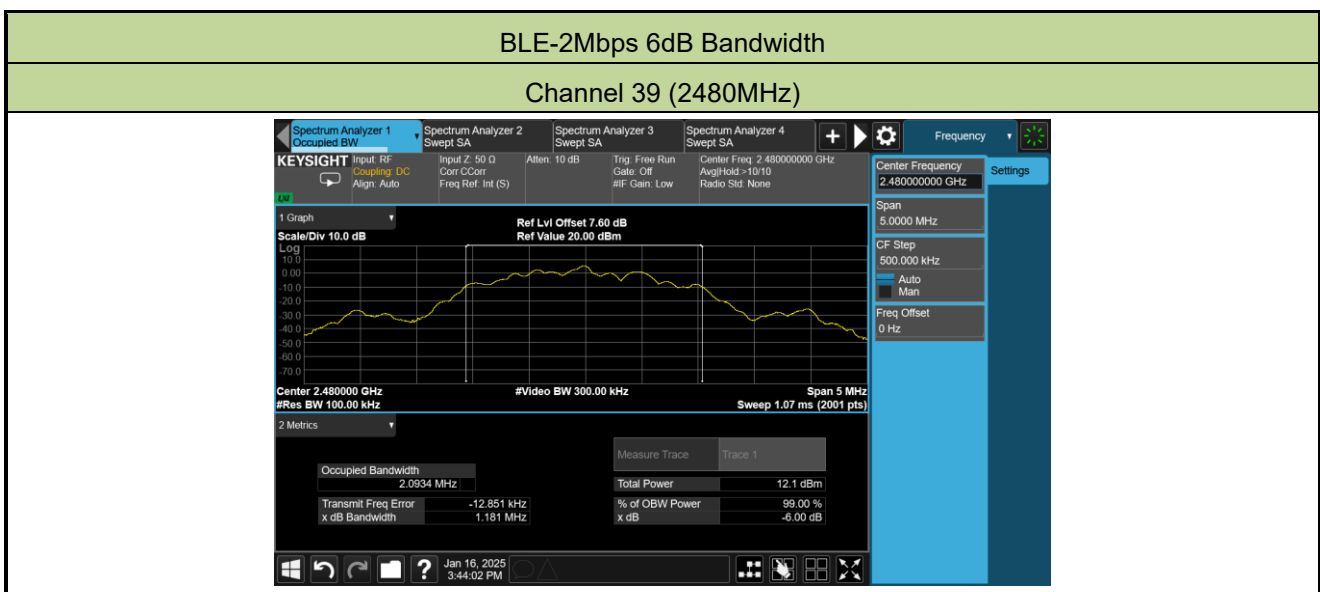 BLE-2Mbps 6dB Bandwidth
Channel 39 (2480MHz)
Spectrum Analyzer 1
Occupied BW
Spectrum Analyzer 2
Swept SA
Spectrum Analyzer 3
Swept SA
Spectrum Analyzer 4
Swept SA
+
Frequency
KEYSIGHT
Input: RF
Coupling: DC
Align: Auto
Input Z: 50 Ω
Corr CCorr
Freq Ref: Int (S)
Atten: 10 dB
Trig: Free Run
Gate: Off
#IF Gain: Low
Center Freq: 2.480000000 GHz
Avg|Hold:>10/10
Radio Std: None
LXI
Center Frequency
2.480000000 GHz
Settings
Span
5.0000 MHz
CF Step
500.000 kHz
Auto
Man
Freq Offset
0 Hz
1 Graph
Scale/Div 10.0 dB
Ref Lvl Offset 7.60 dB
Ref Value 20.00 dBm
Log
10.0
0.00
-10.0
-20.0
-30.0
-40.0
-50.0
-60.0
-70.0
Center 2.480000 GHz
#Res BW 100.00 kHz
#Video BW 300.00 kHz
Span 5 MHz
Sweep 1.07 ms (2001 pts)
2 Metrics
Measure Trace Trace 1
Occupied Bandwidth
2.0934 MHz
Total Power 12.1 dBm
Transmit Freq Error -12.851 kHz
% of OBW Power 99.00 %
x dB Bandwidth 1.181 MHz
x dB -6.00 dB
?
Jan 16, 2025
3:44:02 PM